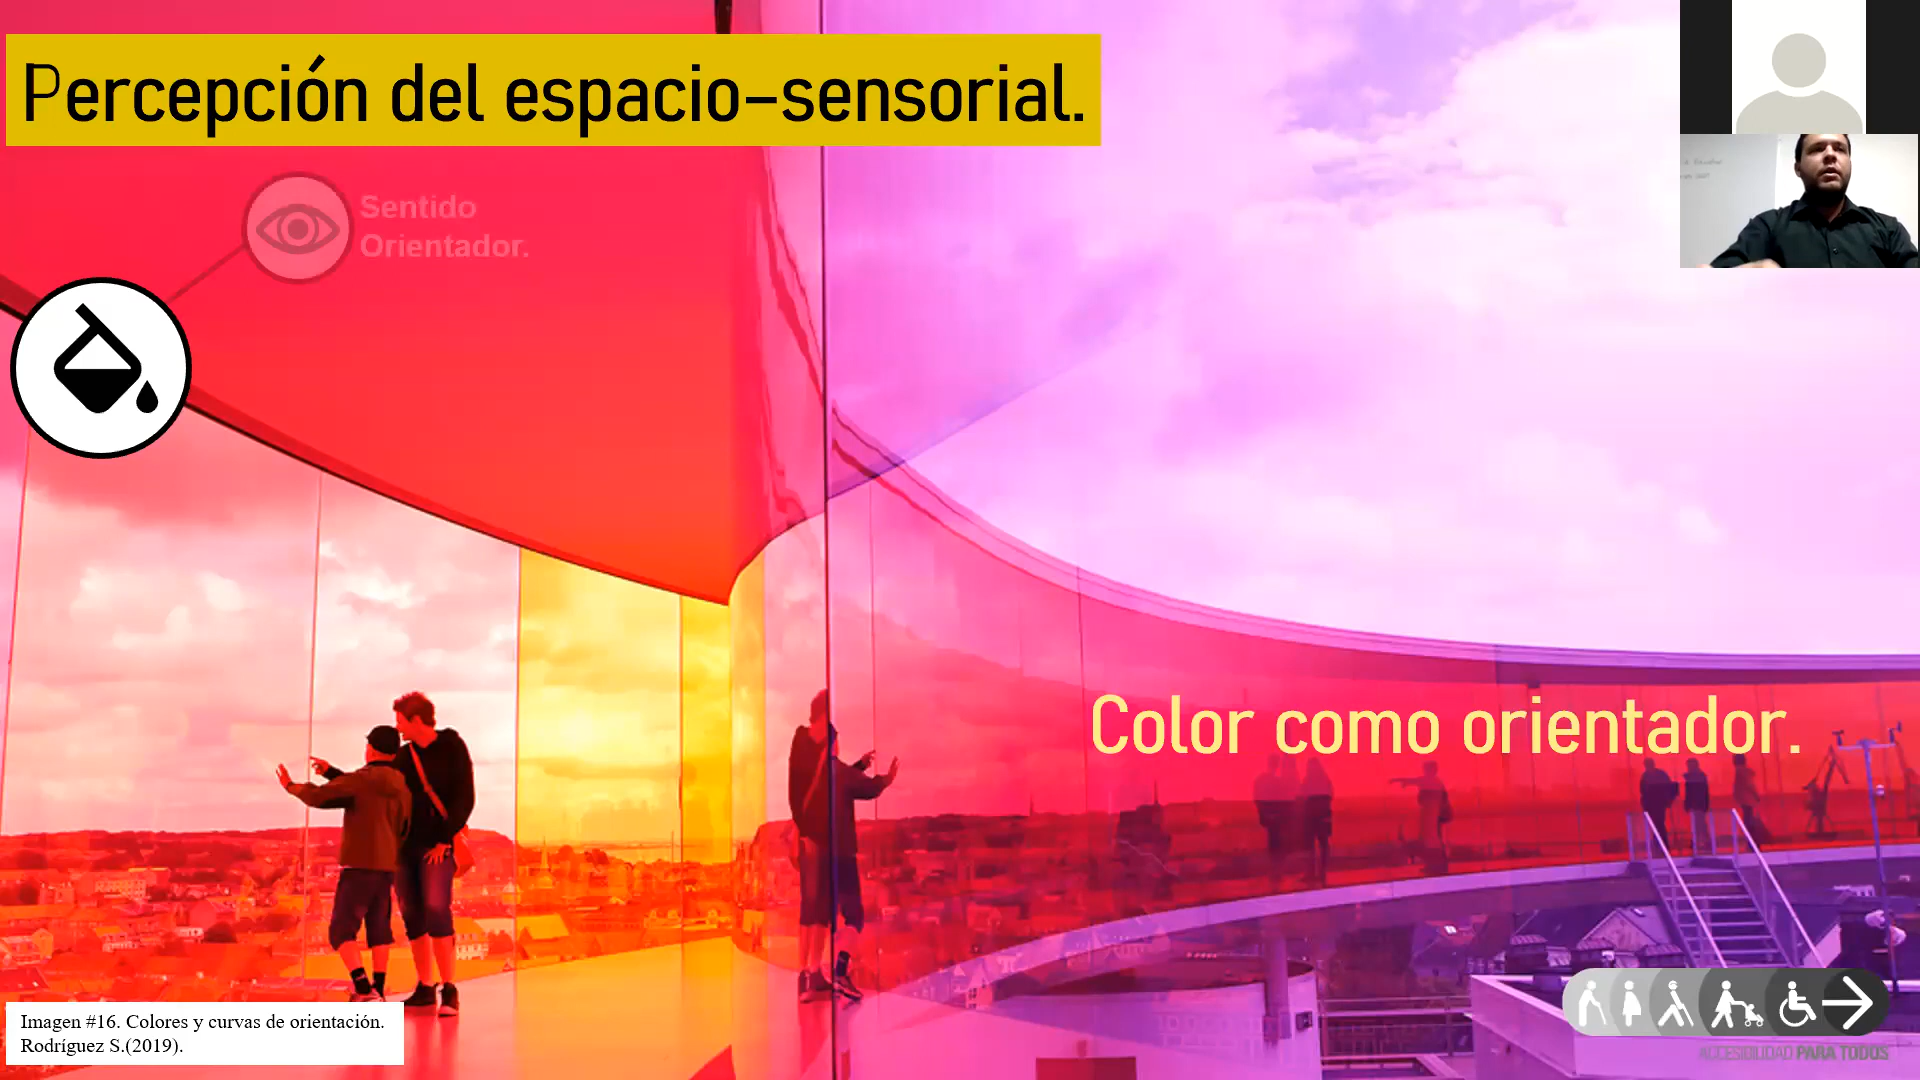 Percepción del espacio-sensorial.
Sentido
Orientador.
Color como orientador.
Imagen #16. Colores y curvas de orientación.
Rodríguez S.(2019).
ACCESIBILIDAD PARA TODOS